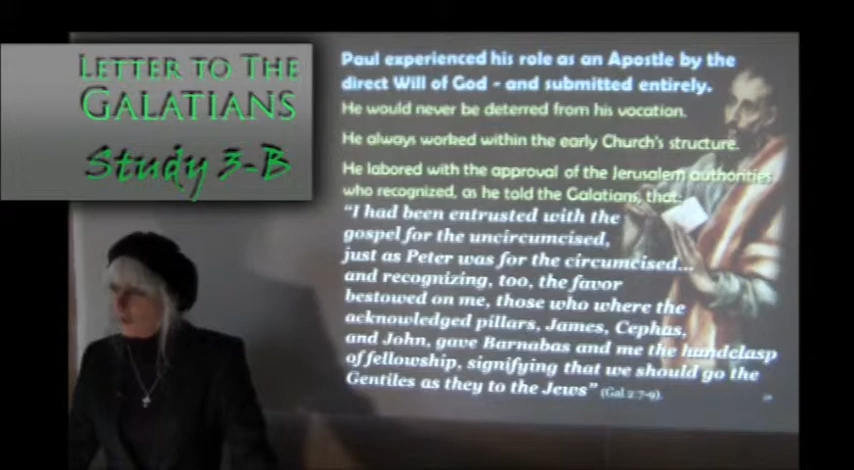 LETTER TO THE
GALATIANS
Study 3-B
Paul experienced his role as an Apostle by the
direct Will of God - and submitted entirely.
He would never be deterred from his vocation.
He always worked within the early Church's structure.
He labored with the approval of the Jerusalem authorities
who recognized, as he told the Galatians, that:
"I had been entrusted with the
gospel for the uncircumcised,
just as Peter was for the circumcised...
and recognizing, too, the favor
bestowed on me, those who where the
acknowledged pillars, James, Cephas,
and John, gave Barnabas and me the handclasp
of fellowship, signifying that we should go the
Gentiles as they to the Jews" (Gal.2:7-9).